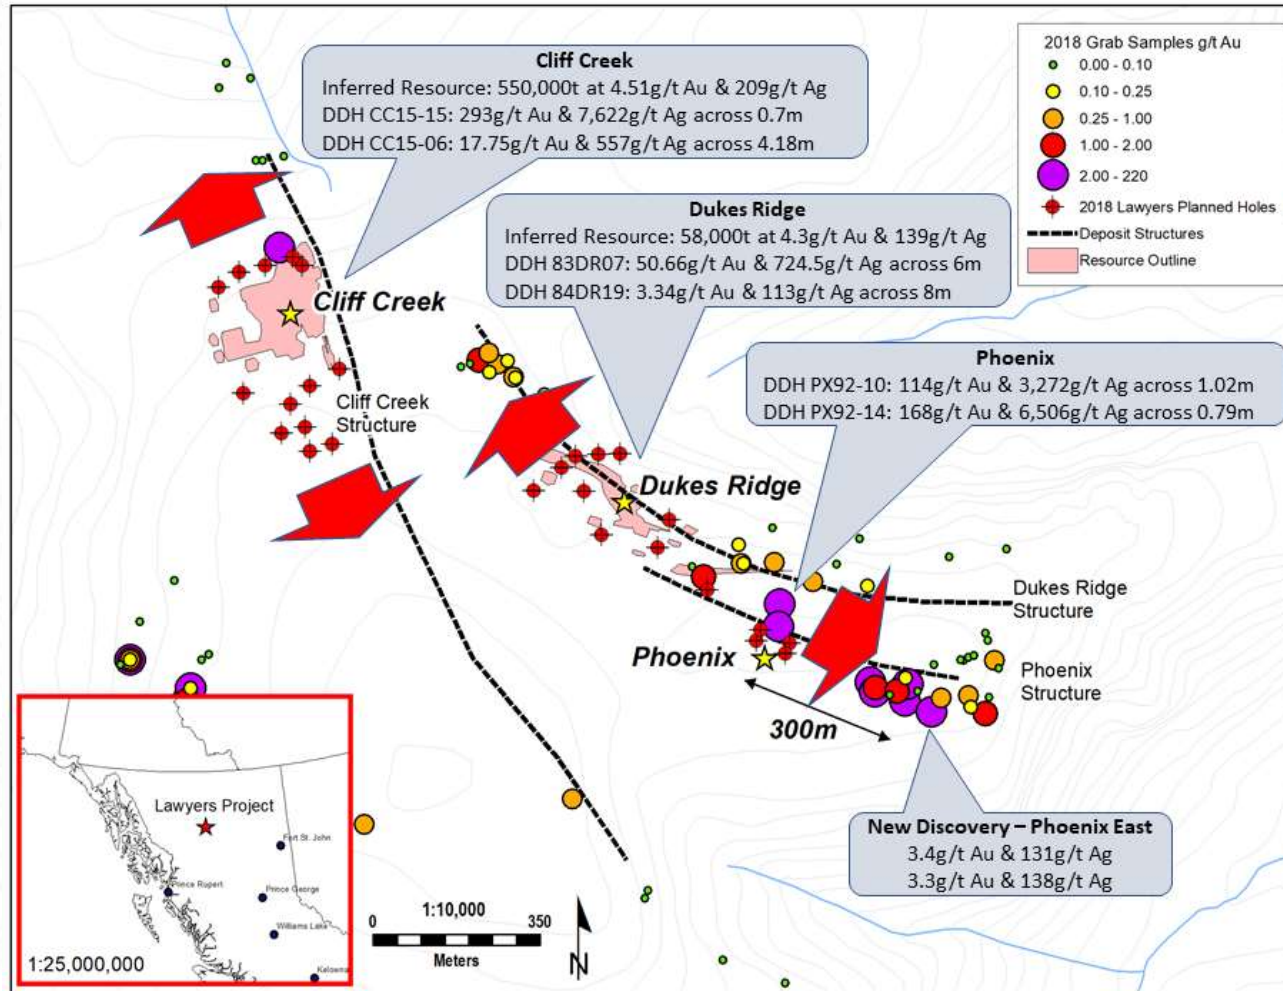 Cliff Creek
Inferred Resource: 550,000t at 4.51g/t Au & 209g/t Ag
DDH CC15-15: 293g/t Au & 7,622g/t Ag across 0.7m
DDH CC15-06: 17.75g/t Au & 557g/t Ag across 4.18m
2018 Grab Samples g/t Au
0.00 - 0.10
0.10 - 0.25
0.25 - 1.00
1.00 - 2.00
2.00 - 220
2018 Lawyers Planned Holes
Deposit Structures
Resource Outline
Dukes Ridge
Inferred Resource: 58,000t at 4.3g/t Au & 139g/t Ag
DDH 83DR07: 50.66g/t Au & 724.5g/t Ag across 6m
DDH 84DR19: 3.34g/t Au & 113g/t Ag across 8m
Cliff Creek
Phoenix
DDH PX92-10: 114g/t Au & 3,272g/t Ag across 1.02m
DDH PX92-14: 168g/t Au & 6,506g/t Ag across 0.79m
Cliff Creek
Structure
Dukes Ridge
Dukes Ridge
Structure
Phoenix
Phoenix
Structure
300m
New Discovery – Phoenix East
3.4g/t Au & 131g/t Ag
3.3g/t Au & 138g/t Ag
Lawyers Project
Fort St. John
Prince Rupert
Prince George
Williams Lake
Kelowna
1:25,000,000
0 1:10,000 350
Meters
N